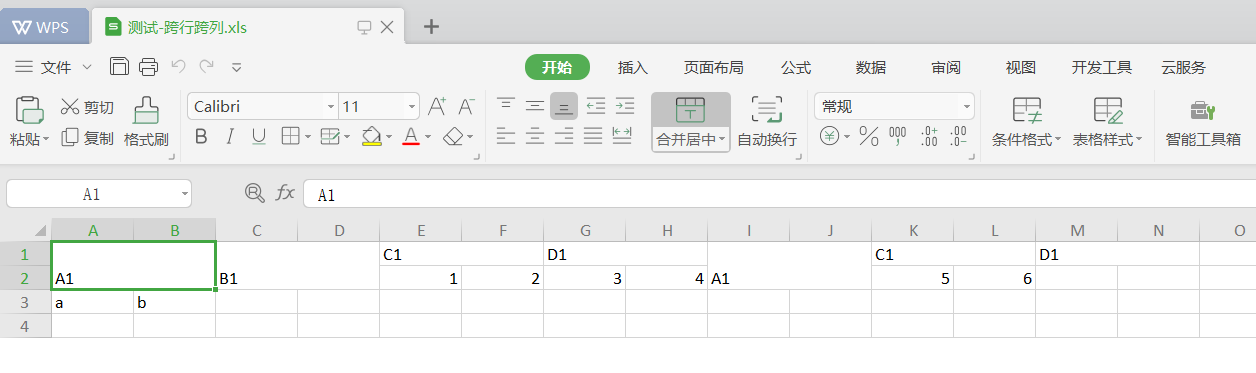 WPS 测试-跨行跨列.xls
文件 开始 插入 页面布局 公式 数据 审阅 视图 开发工具 云服务
粘贴 剪切 复制 格式刷 Calibri 11 B I U A A A 合并居中 自动换行 常规 条件格式 表格样式 智能工具箱
A1 fx A1
A B C D E F G H I J K L M N O
1 C1 D1 C1 D1
2 A1 B1 1 2 3 4 A1 5 6
3 a b
4